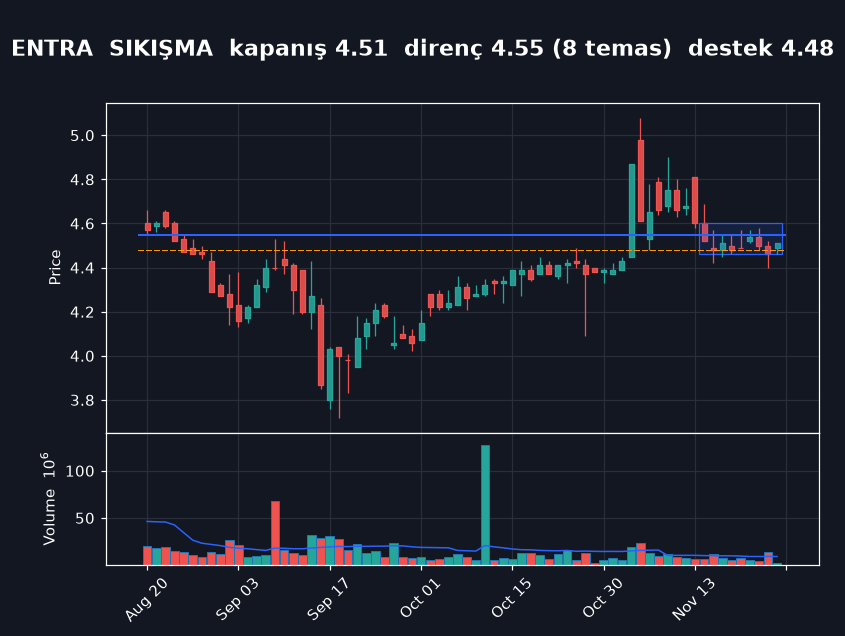 ENTRA  SIKIŞMA  kapanış 4.51  direnç 4.55 (8 temas)  destek 4.48
5.0
4.8
4.6
4.4
4.2
4.0
3.8
Price
100
50
Volume  10⁶
Aug 20
Sep 03
Sep 17
Oct 01
Oct 15
Oct 30
Nov 13